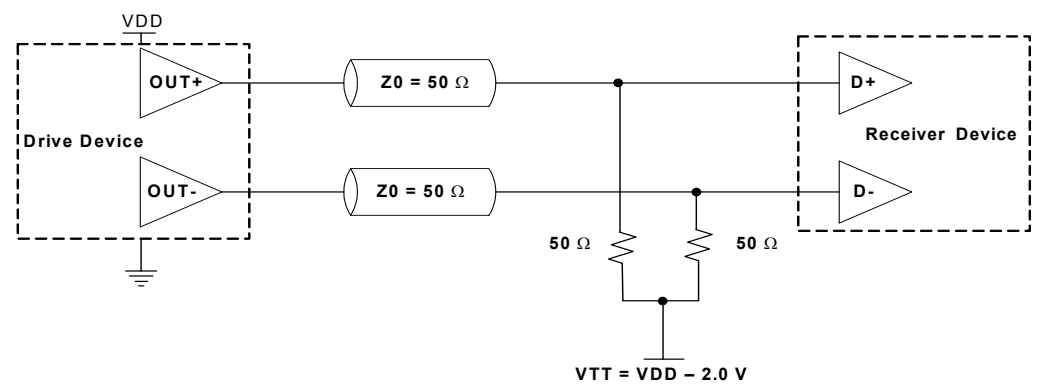 VDD
OUT+
Z0 = 50 Ω
D+
Drive Device
Receiver Device
OUT-
Z0 = 50 Ω
D-
50 Ω
50 Ω
VTT = VDD – 2.0 V